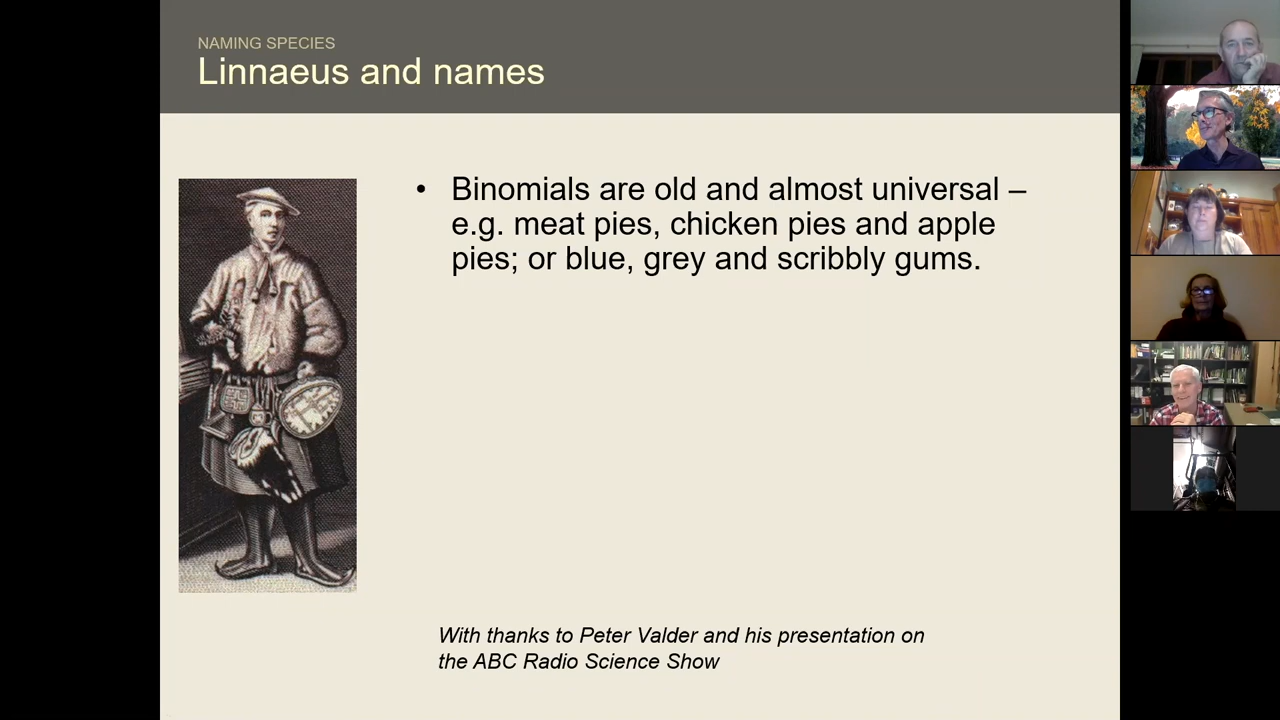 NAMING SPECIES
Linnaeus and names
• Binomials are old and almost universal –
e.g. meat pies, chicken pies and apple
pies; or blue, grey and scribbly gums.
With thanks to Peter Valder and his presentation on
the ABC Radio Science Show